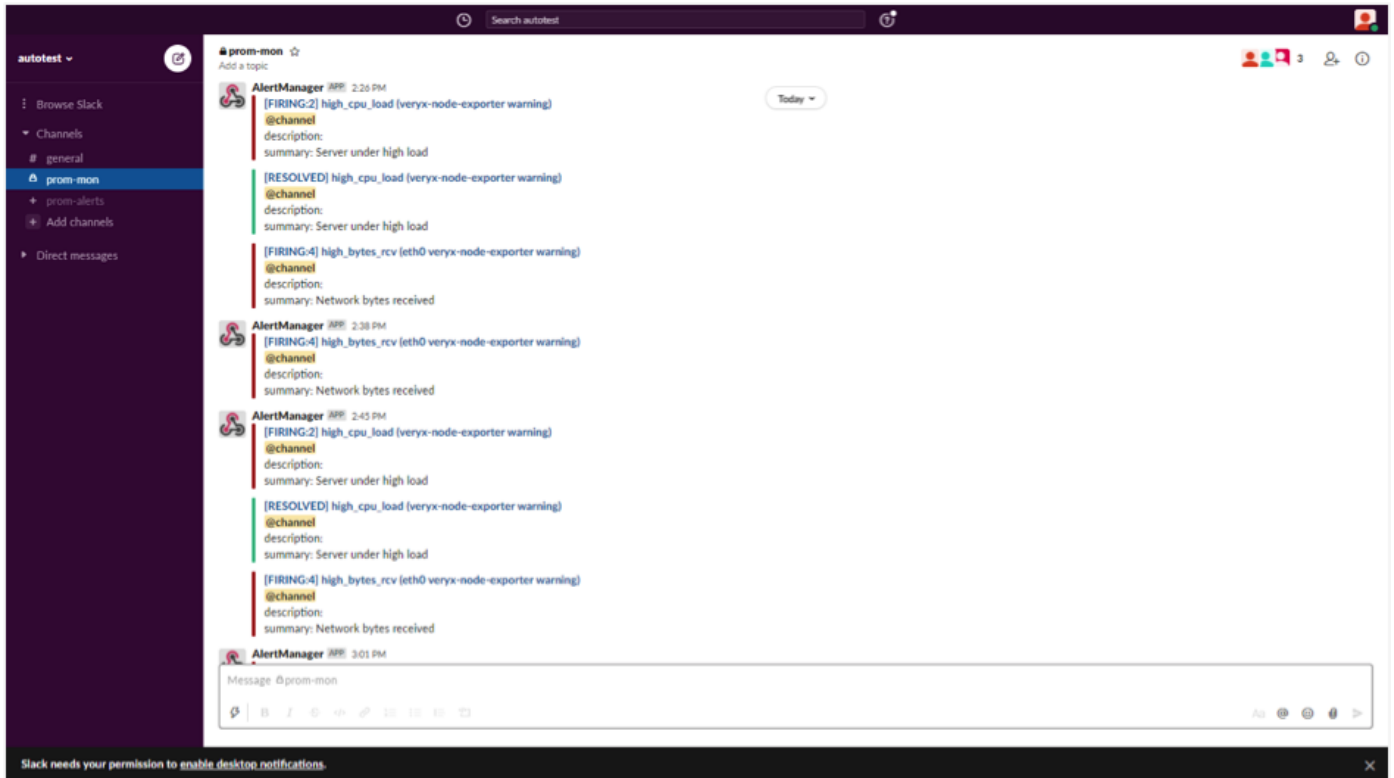 Search autotest
autotest
prom-mon
Add a topic
3
Browse Slack
Channels
# general
prom-mon
+ prom-alerts
+ Add channels
Direct messages
Today
AlertManager APP 2:26 PM
[FIRING:2] high_cpu_load (veryx-node-exporter warning)
@channel
description:
summary: Server under high load
[RESOLVED] high_cpu_load (veryx-node-exporter warning)
@channel
description:
summary: Server under high load
[FIRING:4] high_bytes_rcv (eth0 veryx-node-exporter warning)
@channel
description:
summary: Network bytes received
AlertManager APP 2:38 PM
[FIRING:4] high_bytes_rcv (eth0 veryx-node-exporter warning)
@channel
description:
summary: Network bytes received
AlertManager APP 2:45 PM
[FIRING:2] high_cpu_load (veryx-node-exporter warning)
@channel
description:
summary: Server under high load
[RESOLVED] high_cpu_load (veryx-node-exporter warning)
@channel
description:
summary: Server under high load
[FIRING:4] high_bytes_rcv (eth0 veryx-node-exporter warning)
@channel
description:
summary: Network bytes received
AlertManager APP 3:01 PM
Message prom-mon
B I S </> Aa @
Slack needs your permission to enable desktop notifications.